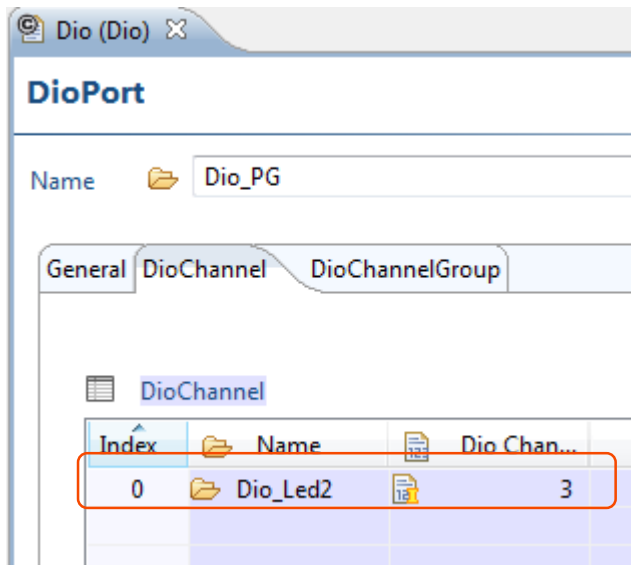 Dio (Dio)
DioPort
Name Dio_PG
General DioChannel DioChannelGroup
DioChannel
Index Name Dio Chan...
0 Dio_Led2 3